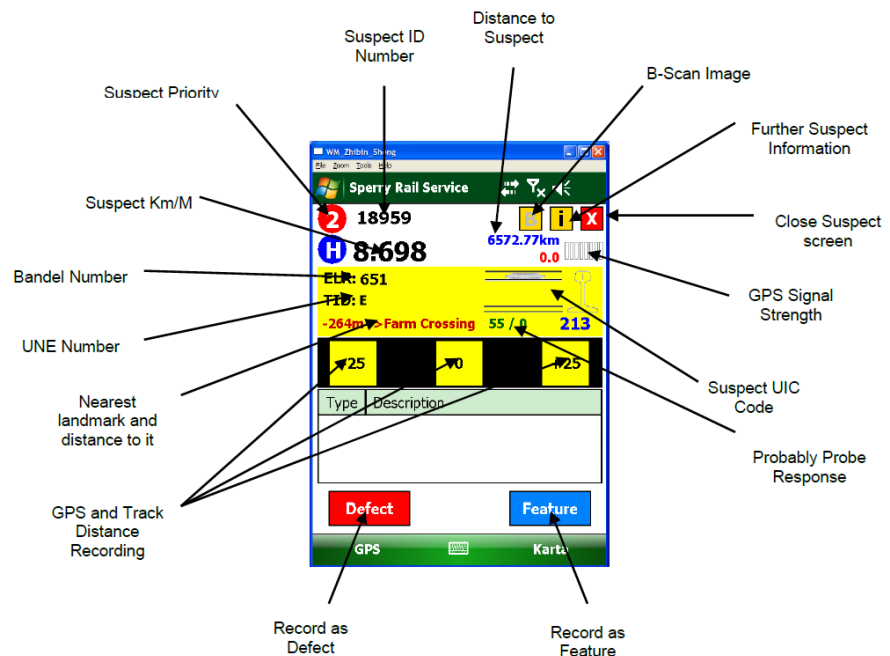 Distance to
Suspect
Suspect ID
Number
B-Scan Image
Suspect Priority
Further Suspect
Information
WM_Zhibin_Sheng
File Zoom Tools Help
Sperry Rail Service
Suspect Km/M
2 18959
B i X
Close Suspect
screen
H 8.698
6572.77km
0.0
Bandel Number
ELR: 651
TID: E
GPS Signal
Strength
-264m >Farm Crossing 55 / 0 213
UNE Number
Nearest
landmark and
distance to it
-25 0 +25
Suspect UIC
Code
Type Description
Probably Probe
Response
GPS and Track
Distance
Recording
Defect Feature
GPS Karta
Record as
Defect
Record as
Feature